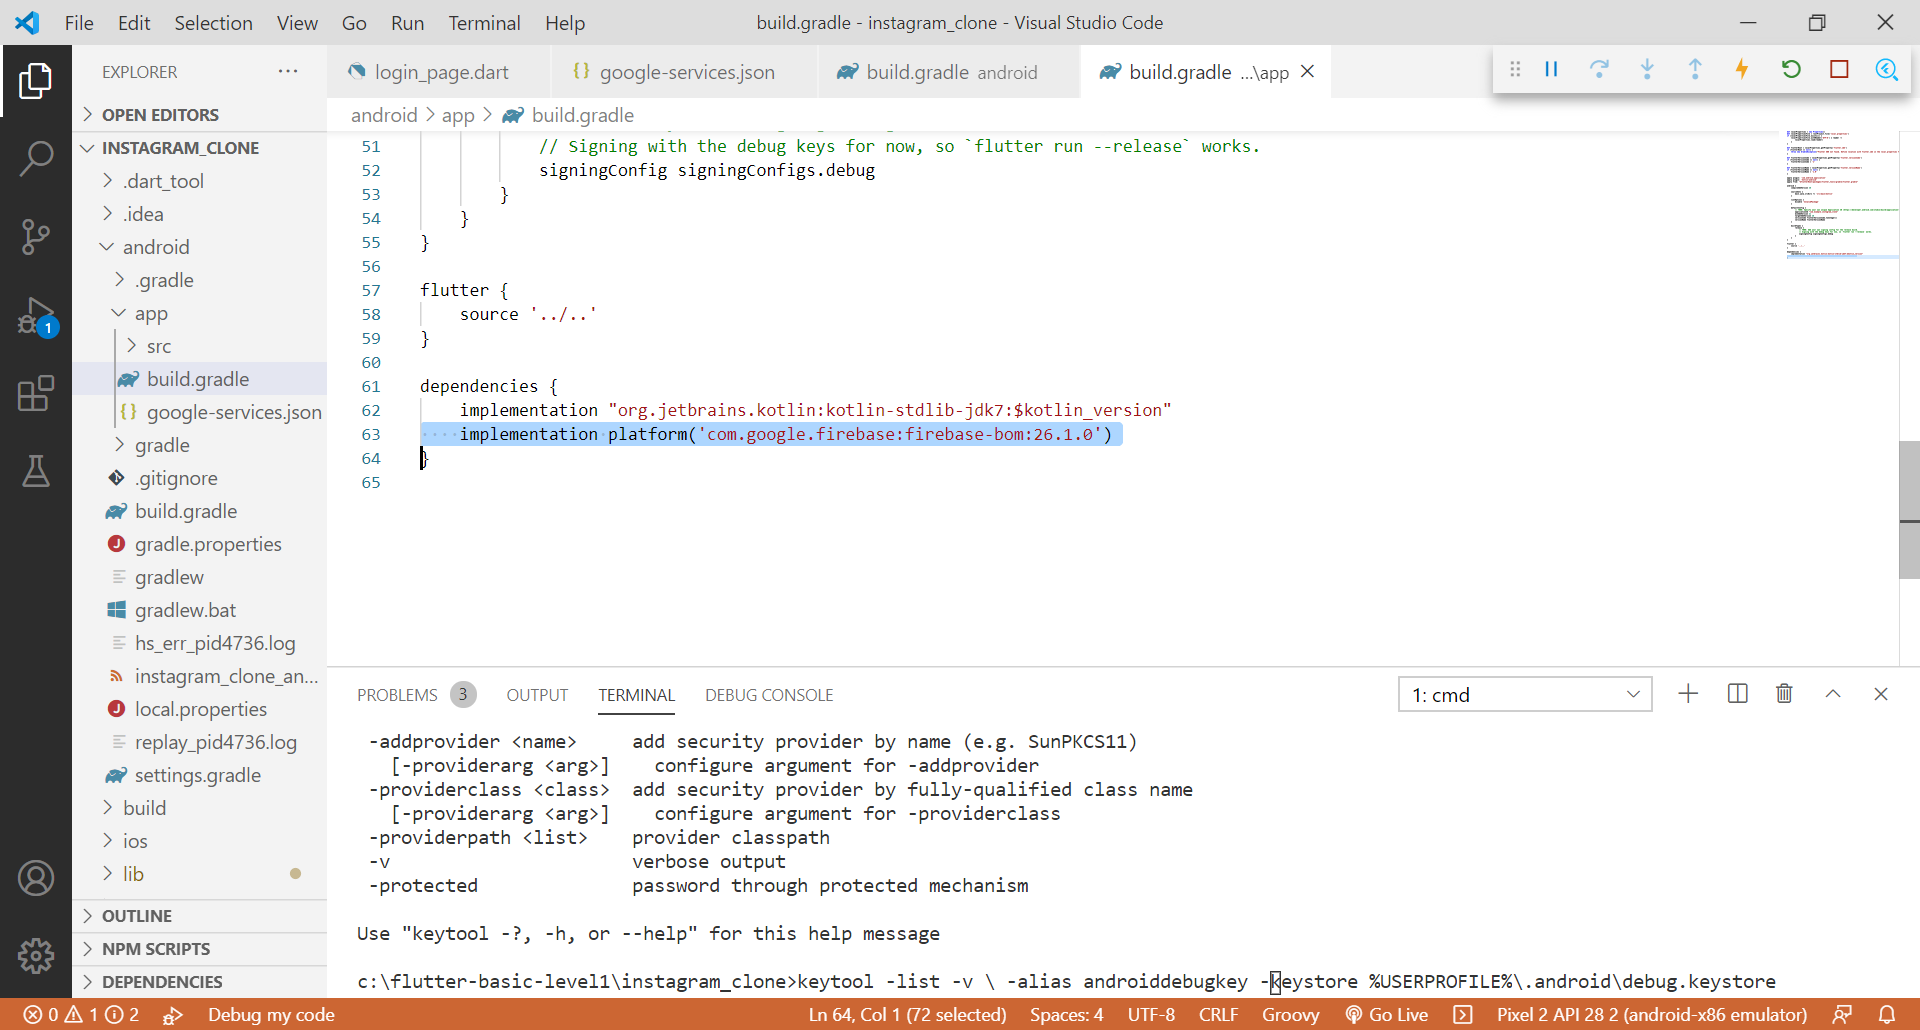 File Edit Selection View Go Run Terminal Help
build.gradle - instagram_clone - Visual Studio Code
EXPLORER
OPEN EDITORS
INSTAGRAM_CLONE
.dart_tool
.idea
android
.gradle
app
src
build.gradle
google-services.json
gradle
.gitignore
build.gradle
gradle.properties
gradlew
gradlew.bat
hs_err_pid4736.log
instagram_clone_an...
local.properties
replay_pid4736.log
settings.gradle
build
ios
lib
OUTLINE
NPM SCRIPTS
DEPENDENCIES
1
login_page.dart
google-services.json
build.gradle android
build.gradle ...\app
android > app > build.gradle
51 // Signing with the debug keys for now, so `flutter run --release` works.
52 signingConfig signingConfigs.debug
53 }
54 }
55 }
56
57 flutter {
58 source '../..'
59 }
60
61 dependencies {
62 implementation "org.jetbrains.kotlin:kotlin-stdlib-jdk7:$kotlin_version"
63 implementation platform('com.google.firebase:firebase-bom:26.1.0')
64 }
65
PROBLEMS 3 OUTPUT TERMINAL DEBUG CONSOLE
1: cmd
-addprovider <name> add security provider by name (e.g. SunPKCS11)
[-providerarg <arg>] configure argument for -addprovider
-providerclass <class> add security provider by fully-qualified class name
[-providerarg <arg>] configure argument for -providerclass
-providerpath <list> provider classpath
-v verbose output
-protected password through protected mechanism
Use "keytool -?, -h, or --help" for this help message
c:\flutter-basic-level1\instagram_clone>keytool -list -v \ -alias androiddebugkey -keystore %USERPROFILE%\.android\debug.keystore
0 1 2 Debug my code Ln 64, Col 1 (72 selected) Spaces: 4 UTF-8 CRLF Groovy Go Live Pixel 2 API 28 2 (android-x86 emulator)